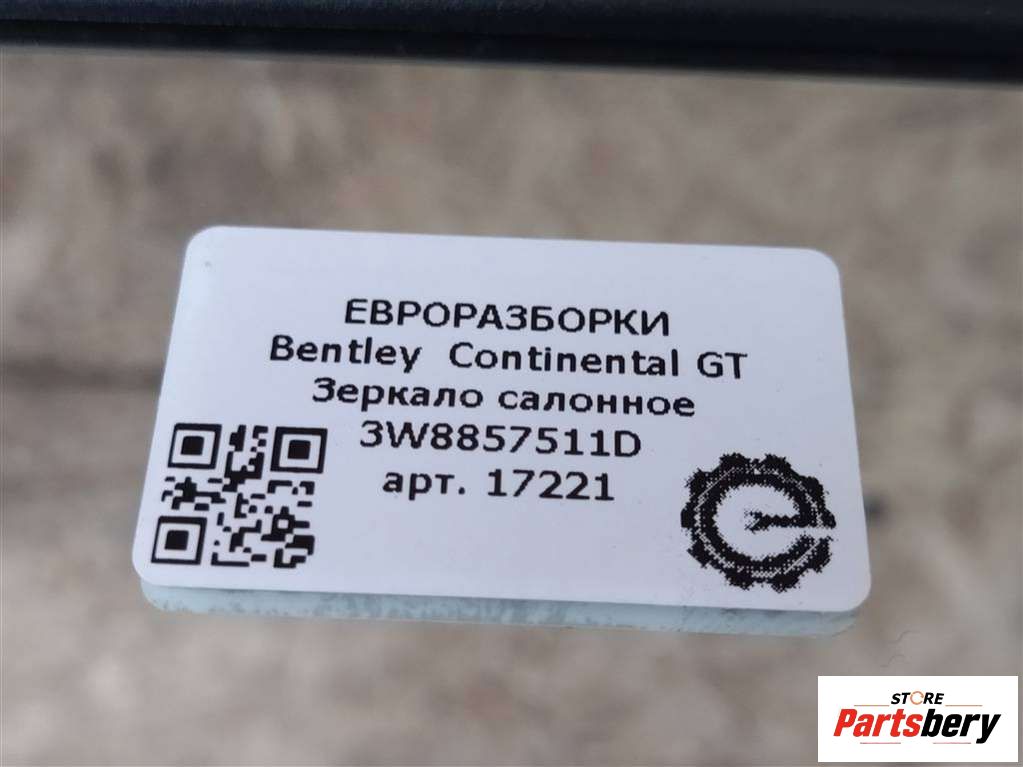 ЕВРОРАЗБОРКИ
Bentley Continental GT
Зеркало салонное
3W8857511D
арт. 17221
STORE
Partsbery